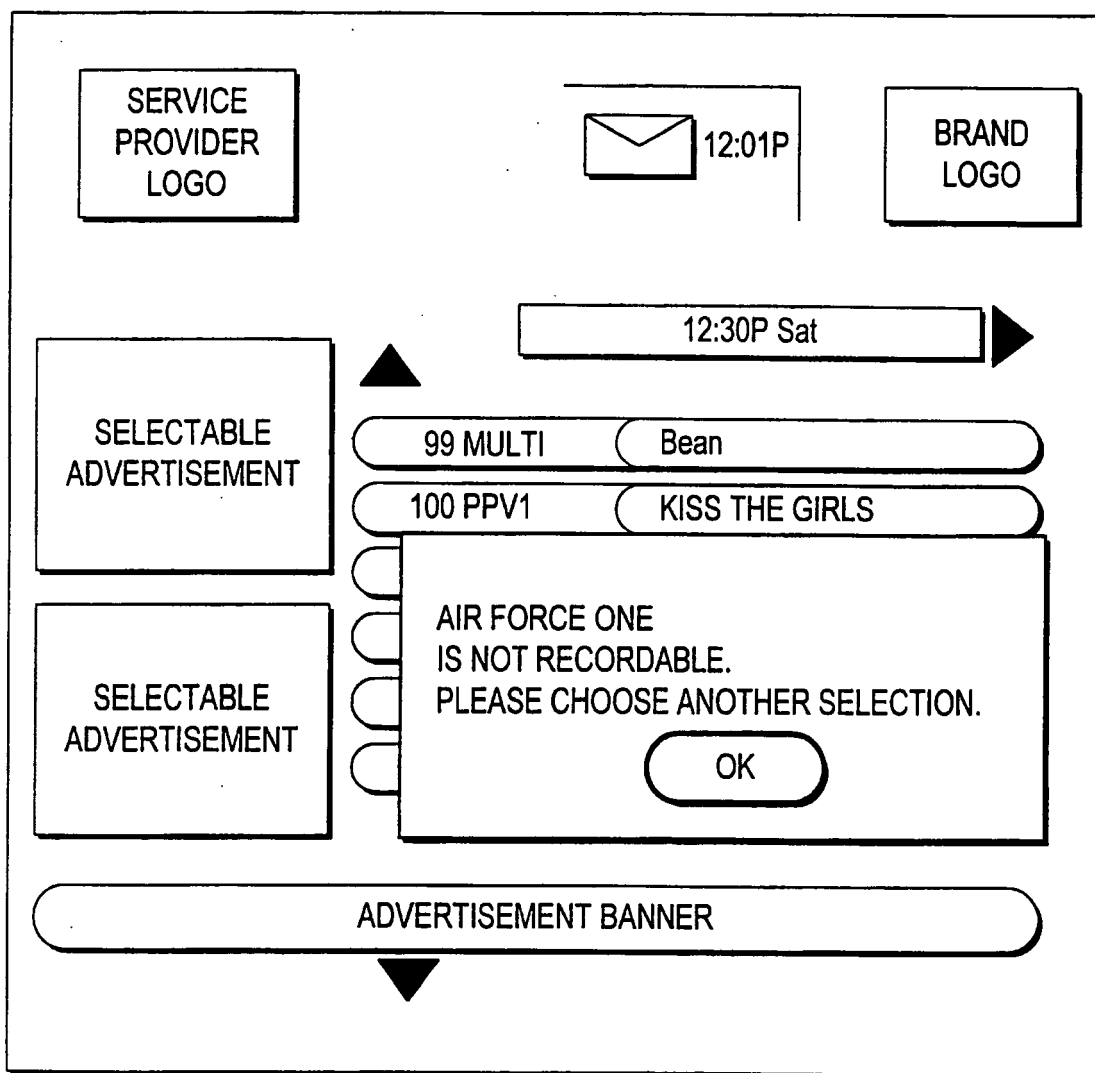 SERVICE
PROVIDER
LOGO
12:01P
BRAND
LOGO
12:30P Sat
SELECTABLE
ADVERTISEMENT
99 MULTI Bean
100 PPV1 KISS THE GIRLS
SELECTABLE
ADVERTISEMENT
AIR FORCE ONE
IS NOT RECORDABLE.
PLEASE CHOOSE ANOTHER SELECTION.
OK
ADVERTISEMENT BANNER